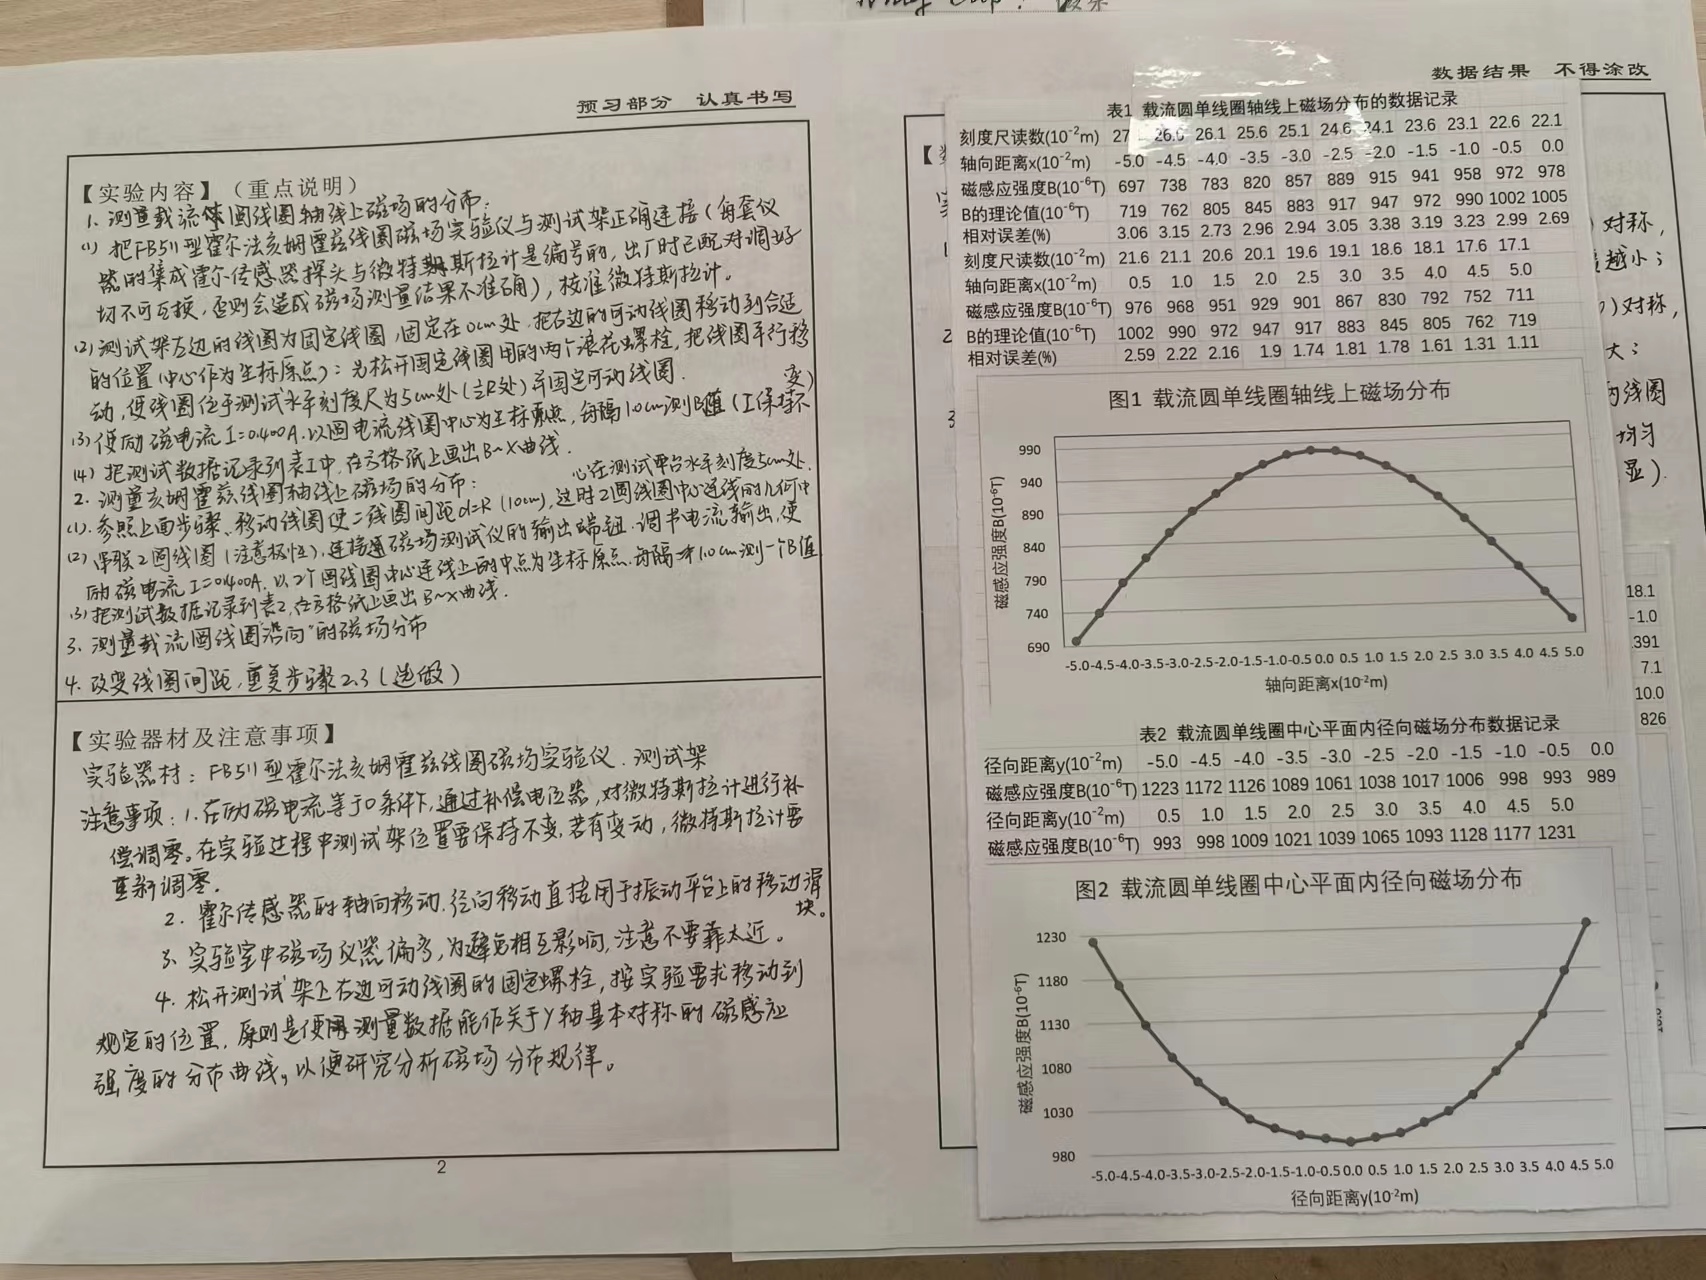 预习部分 认真书写
【实验内容】（重点说明）
1. 测量载流圆线圈轴线上磁场的分布.
(1) 把FB511型霍尔法亥姆霍兹线圈磁场实验仪与测试架正确连接(每套仪
器的集成霍尔传感器探头与微特斯拉计是编号的, 出厂时已配对调好
切不可互换, 否则会造成磁场测量结果不准确), 校准微特斯拉计。
(2) 测试架左边的线圈为固定线圈,固定在0cm处,把右边的可动线圈移动到合适
的位置(中心作为坐标原点): 先松开固定线圈用的两个滚花螺栓, 把线圈平行移
动, 使线圈位于测试水平刻度尺为5cm处(½R处)并固定可动线圈.
(3) 使励磁电流I=0.400A.以圆电流线圈中心为坐标原点, 每隔1.0cm测B值(I保持不
变)
(4) 把测试数据记录到表1中, 在方格纸上画出B~X曲线.
2. 测量亥姆霍兹线圈轴线上磁场的分布:
心在测试平台水平刻度5cm处.
(1). 参照上面步骤、移动线圈使二线圈间距d=R(10cm),这时2圆线圈中心连线的几何中
(2) 串联2圆线圈(注意极性),连接通磁场测试仪的输出端钮.调节电流输出,使
励磁电流I=0.400A.以2个圆线圈中心连线上的中点为坐标原点.每隔1.0cm测一个B值
(3)把测试数据记录到表2,在方格纸上画出B~X曲线.
3. 测量载流圆线圈"沿向"的磁场分布
4. 改变线圈间距,重复步骤2.3(选做)
【实验器材及注意事项】
实验器材: FB511型霍尔法亥姆霍兹线圈磁场实验仪. 测试架
注意事项: 1. 在励磁电流等于0条件下, 通过补偿电位器, 对微特斯拉计进行补
偿调零。在实验过程中测试架位置要保持不变,若有变动, 微特斯拉计要
重新调零.
2. 霍尔传感器的轴向移动.径向移动直接用于振动平台上的移动滑
块。
3. 实验室中磁场仪器偏多,为避免相互影响,注意不要靠太近。
4. 松开测试架上右边可动线圈的固定螺栓, 按实验要求移动到
规定的位置, 原则是使测量数据能作关于y轴基本对称的磁感应
强度的分布曲线, 以便研究分析磁场分布规律。
2
数据结果 不得涂改
表1 载流圆单线圈轴线上磁场分布的数据记录
刻度尺读数(10⁻²m) 26.6 26.1 25.6 25.1 24.6 24.1 23.6 23.1 22.6 22.1
轴向距离x(10⁻²m) -5.0 -4.5 -4.0 -3.5 -3.0 -2.5 -2.0 -1.5 -1.0 -0.5 0.0
磁感应强度B(10⁻⁶T) 697 738 783 820 857 889 915 941 958 972 978
B的理论值(10⁻⁶T) 719 762 805 845 883 917 947 972 990 1002 1005
相对误差(%) 3.06 3.15 2.73 2.96 2.94 3.05 3.38 3.19 3.23 2.99 2.69
刻度尺读数(10⁻²m) 21.6 21.1 20.6 20.1 19.6 19.1 18.6 18.1 17.6 17.1
轴向距离x(10⁻²m) 0.5 1.0 1.5 2.0 2.5 3.0 3.5 4.0 4.5 5.0
磁感应强度B(10⁻⁶T) 976 968 951 929 901 867 830 792 752 711
B的理论值(10⁻⁶T) 1002 990 972 947 917 883 845 805 762 719
相对误差(%) 2.59 2.22 2.16 1.9 1.74 1.81 1.78 1.61 1.31 1.11
图1 载流圆单线圈轴线上磁场分布
磁感应强度B(10⁻⁶T)
990
940
890
840
790
740
690
-5.0 -4.5 -4.0 -3.5 -3.0 -2.5 -2.0 -1.5 -1.0 -0.5 0.0 0.5 1.0 1.5 2.0 2.5 3.0 3.5 4.0 4.5 5.0
轴向距离x(10⁻²m)
表2 载流圆单线圈中心平面内径向磁场分布数据记录
径向距离y(10⁻²m) -5.0 -4.5 -4.0 -3.5 -3.0 -2.5 -2.0 -1.5 -1.0 -0.5 0.0
磁感应强度B(10⁻⁶T) 1223 1172 1126 1089 1061 1038 1017 1006 998 993 989
径向距离y(10⁻²m) 0.5 1.0 1.5 2.0 2.5 3.0 3.5 4.0 4.5 5.0
磁感应强度B(10⁻⁶T) 993 998 1009 1021 1039 1065 1093 1128 1177 1231
图2 载流圆单线圈中心平面内径向磁场分布
磁感应强度B(10⁻⁶T)
1230
1180
1130
1080
1030
980
-5.0 -4.5 -4.0 -3.5 -3.0 -2.5 -2.0 -1.5 -1.0 -0.5 0.0 0.5 1.0 1.5 2.0 2.5 3.0 3.5 4.0 4.5 5.0
径向距离y(10⁻²m)
)对称,
越小;
)对称,
大;
线圈
均匀
显).
18.1
-1.0
391
7.1
10.0
826